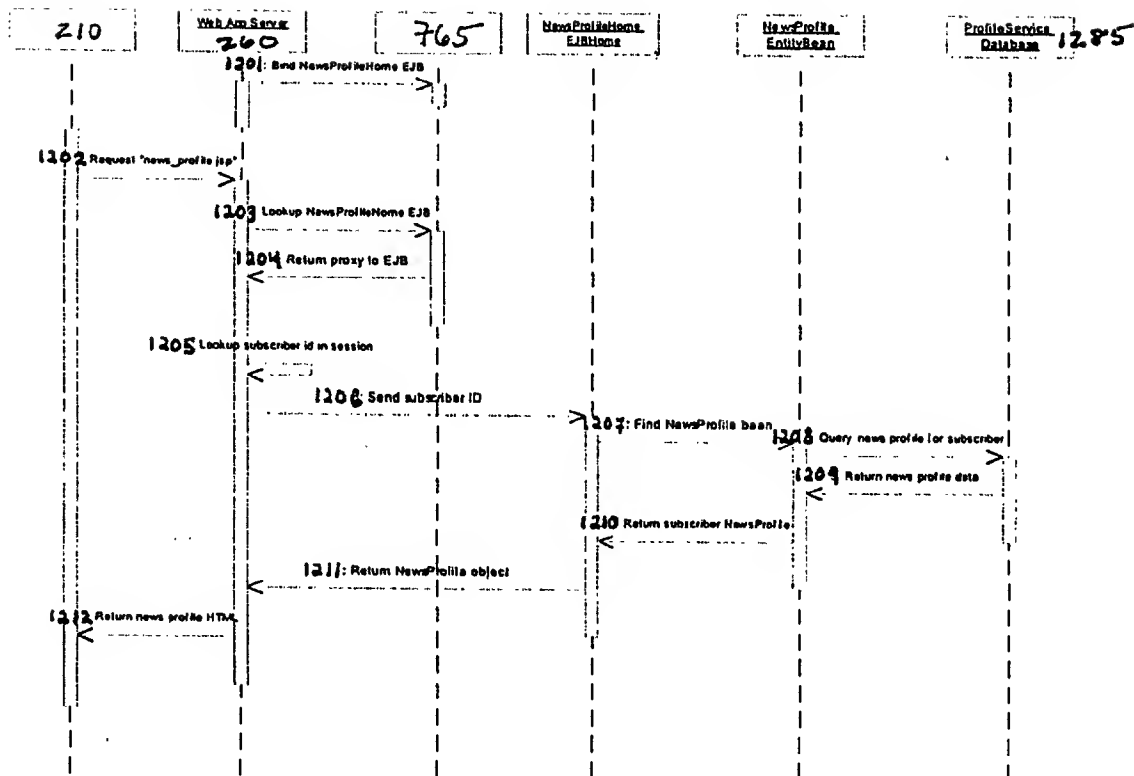 210
Web App Server
260
765
NewsProfileHome
EJBHome
NewsProfile
EntityBean
ProfileService
Database 1285
1201: Bind NewsProfileHome EJB
1202 Request "news_profile jsp"
1203 Lookup NewsProfileHome EJB
1204 Return proxy to EJB
1205 Lookup subscriber id in session
1206: Send subscriber ID
1207: Find NewsProfile bean
1208 Query news profile for subscriber
1209 Return news profile data
1210 Return subscriber NewsProfile
1211: Return NewsProfile object
1212 Return news profile HTML